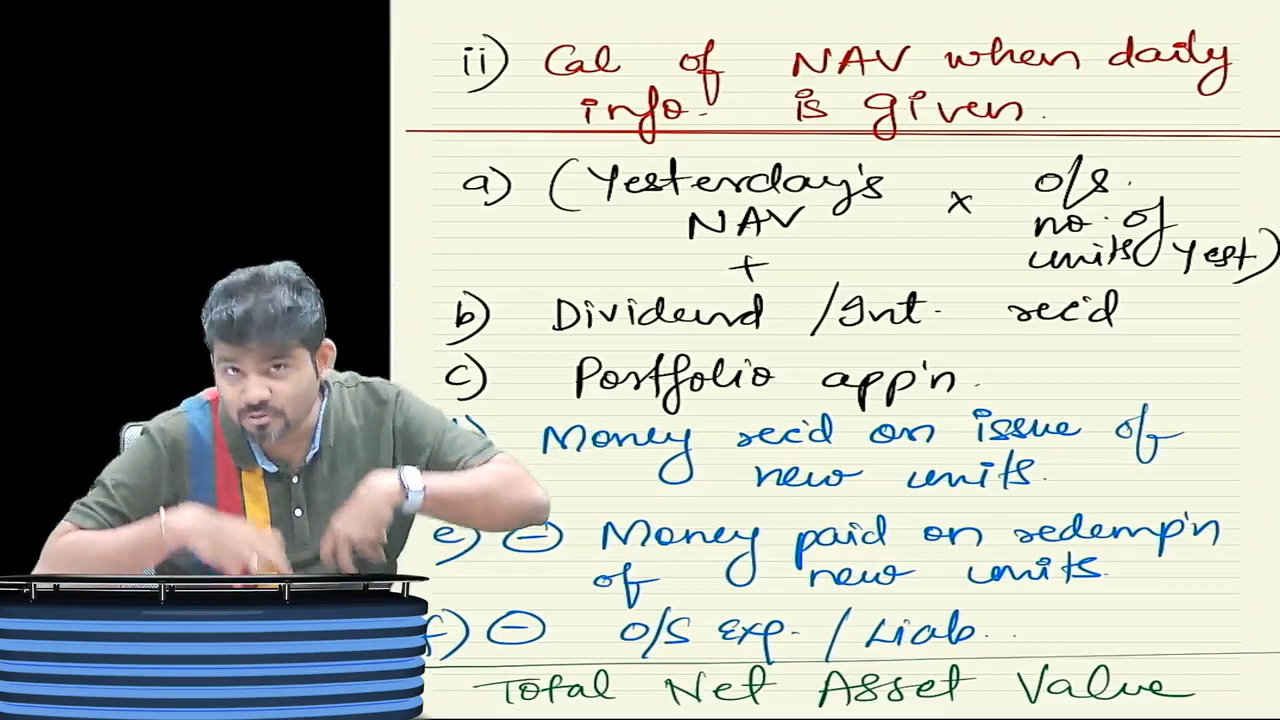 ii) Cal of NAV when daily
info. is given.
a) (Yesterday's NAV x o/s. no. of units yest)
+
b) Dividend /Int. rec'd
c) Portfolio app'n.
d) Money rec'd on issue of
new units.
e) (-) Money paid on redemp'n
of new units.
f) (-) O/S exp. / Liab.
Total Net Asset Value